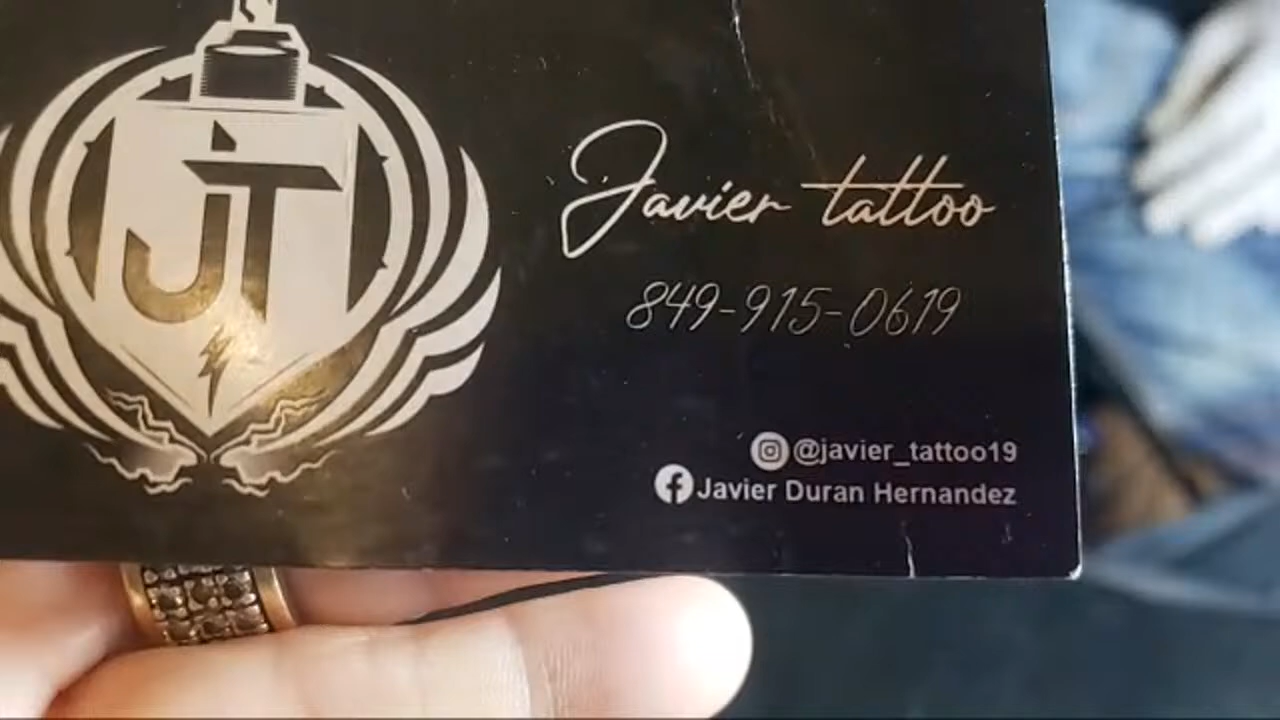 JT
Javier tattoo
849-915-0619
@javier_tattoo19
Javier Duran Hernandez